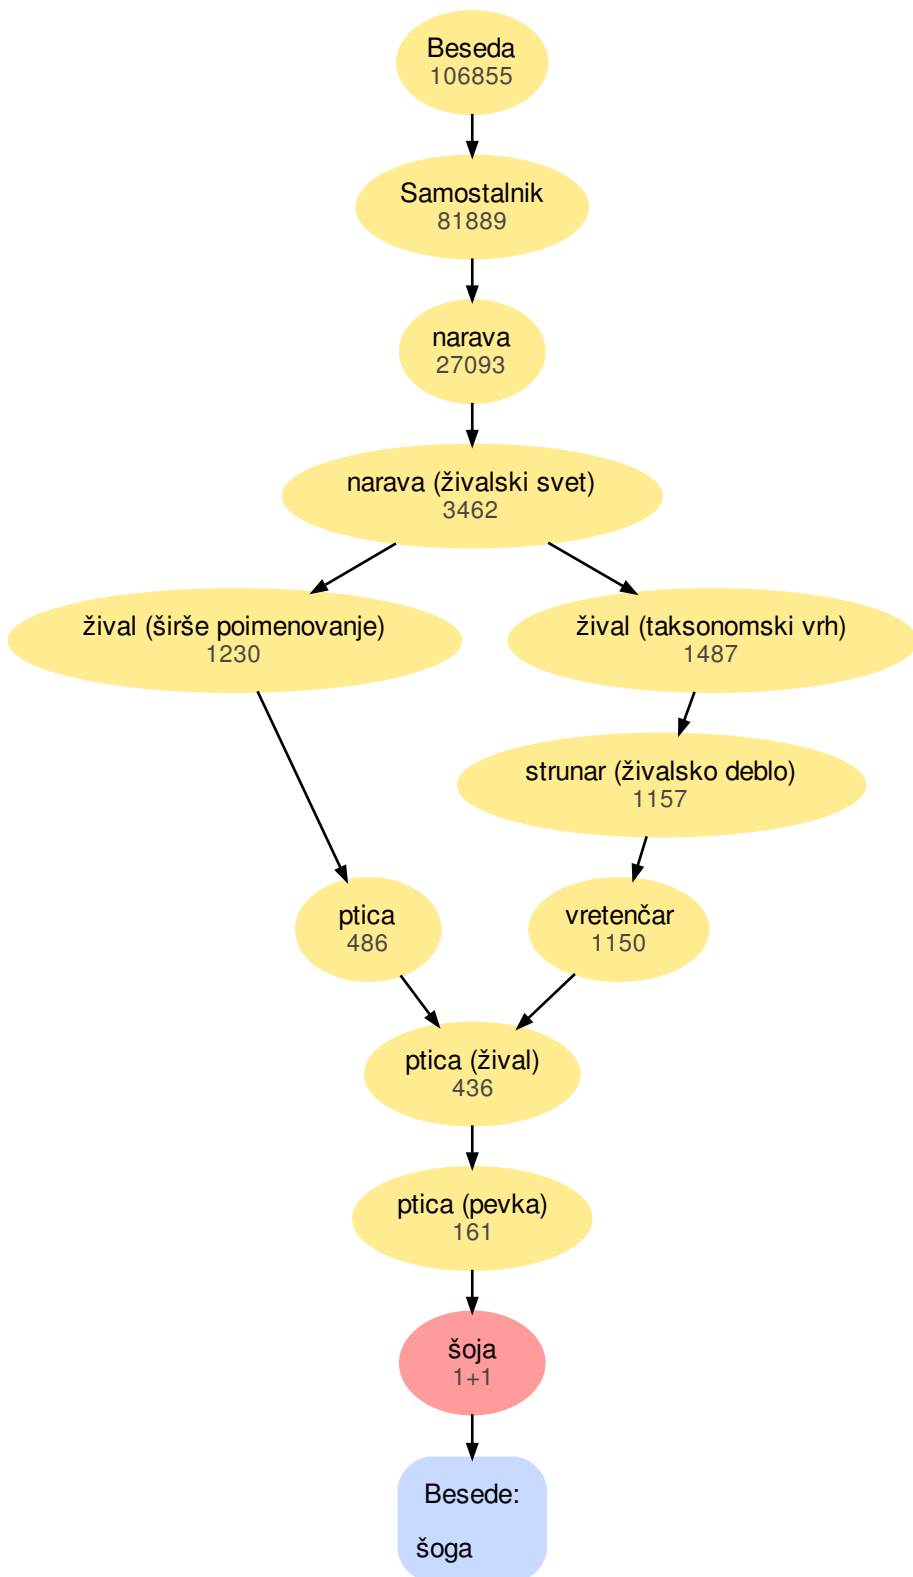 Beseda
106855
Samostalnik
81889
narava
27093
narava (živalski svet)
3462
žival (širše poimenovanje)
1230
žival (taksonomski vrh)
1487
strunar (živalsko deblo)
1157
ptica
486
vretenčar
1150
ptica (žival)
436
ptica (pevka)
161
šoja
1+1
Besede:
šoga